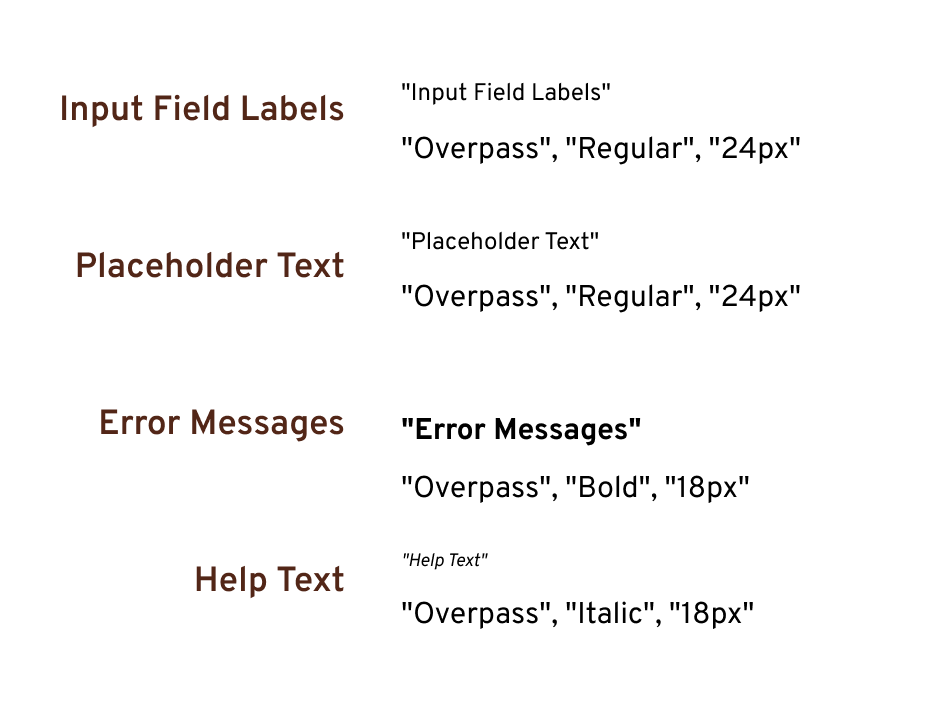 Input Field Labels
"Input Field Labels"
"Overpass", "Regular", "24px"
Placeholder Text
"Placeholder Text"
"Overpass", "Regular", "24px"
Error Messages
"Error Messages"
"Overpass", "Bold", "18px"
Help Text
"Help Text"
"Overpass", "Italic", "18px"